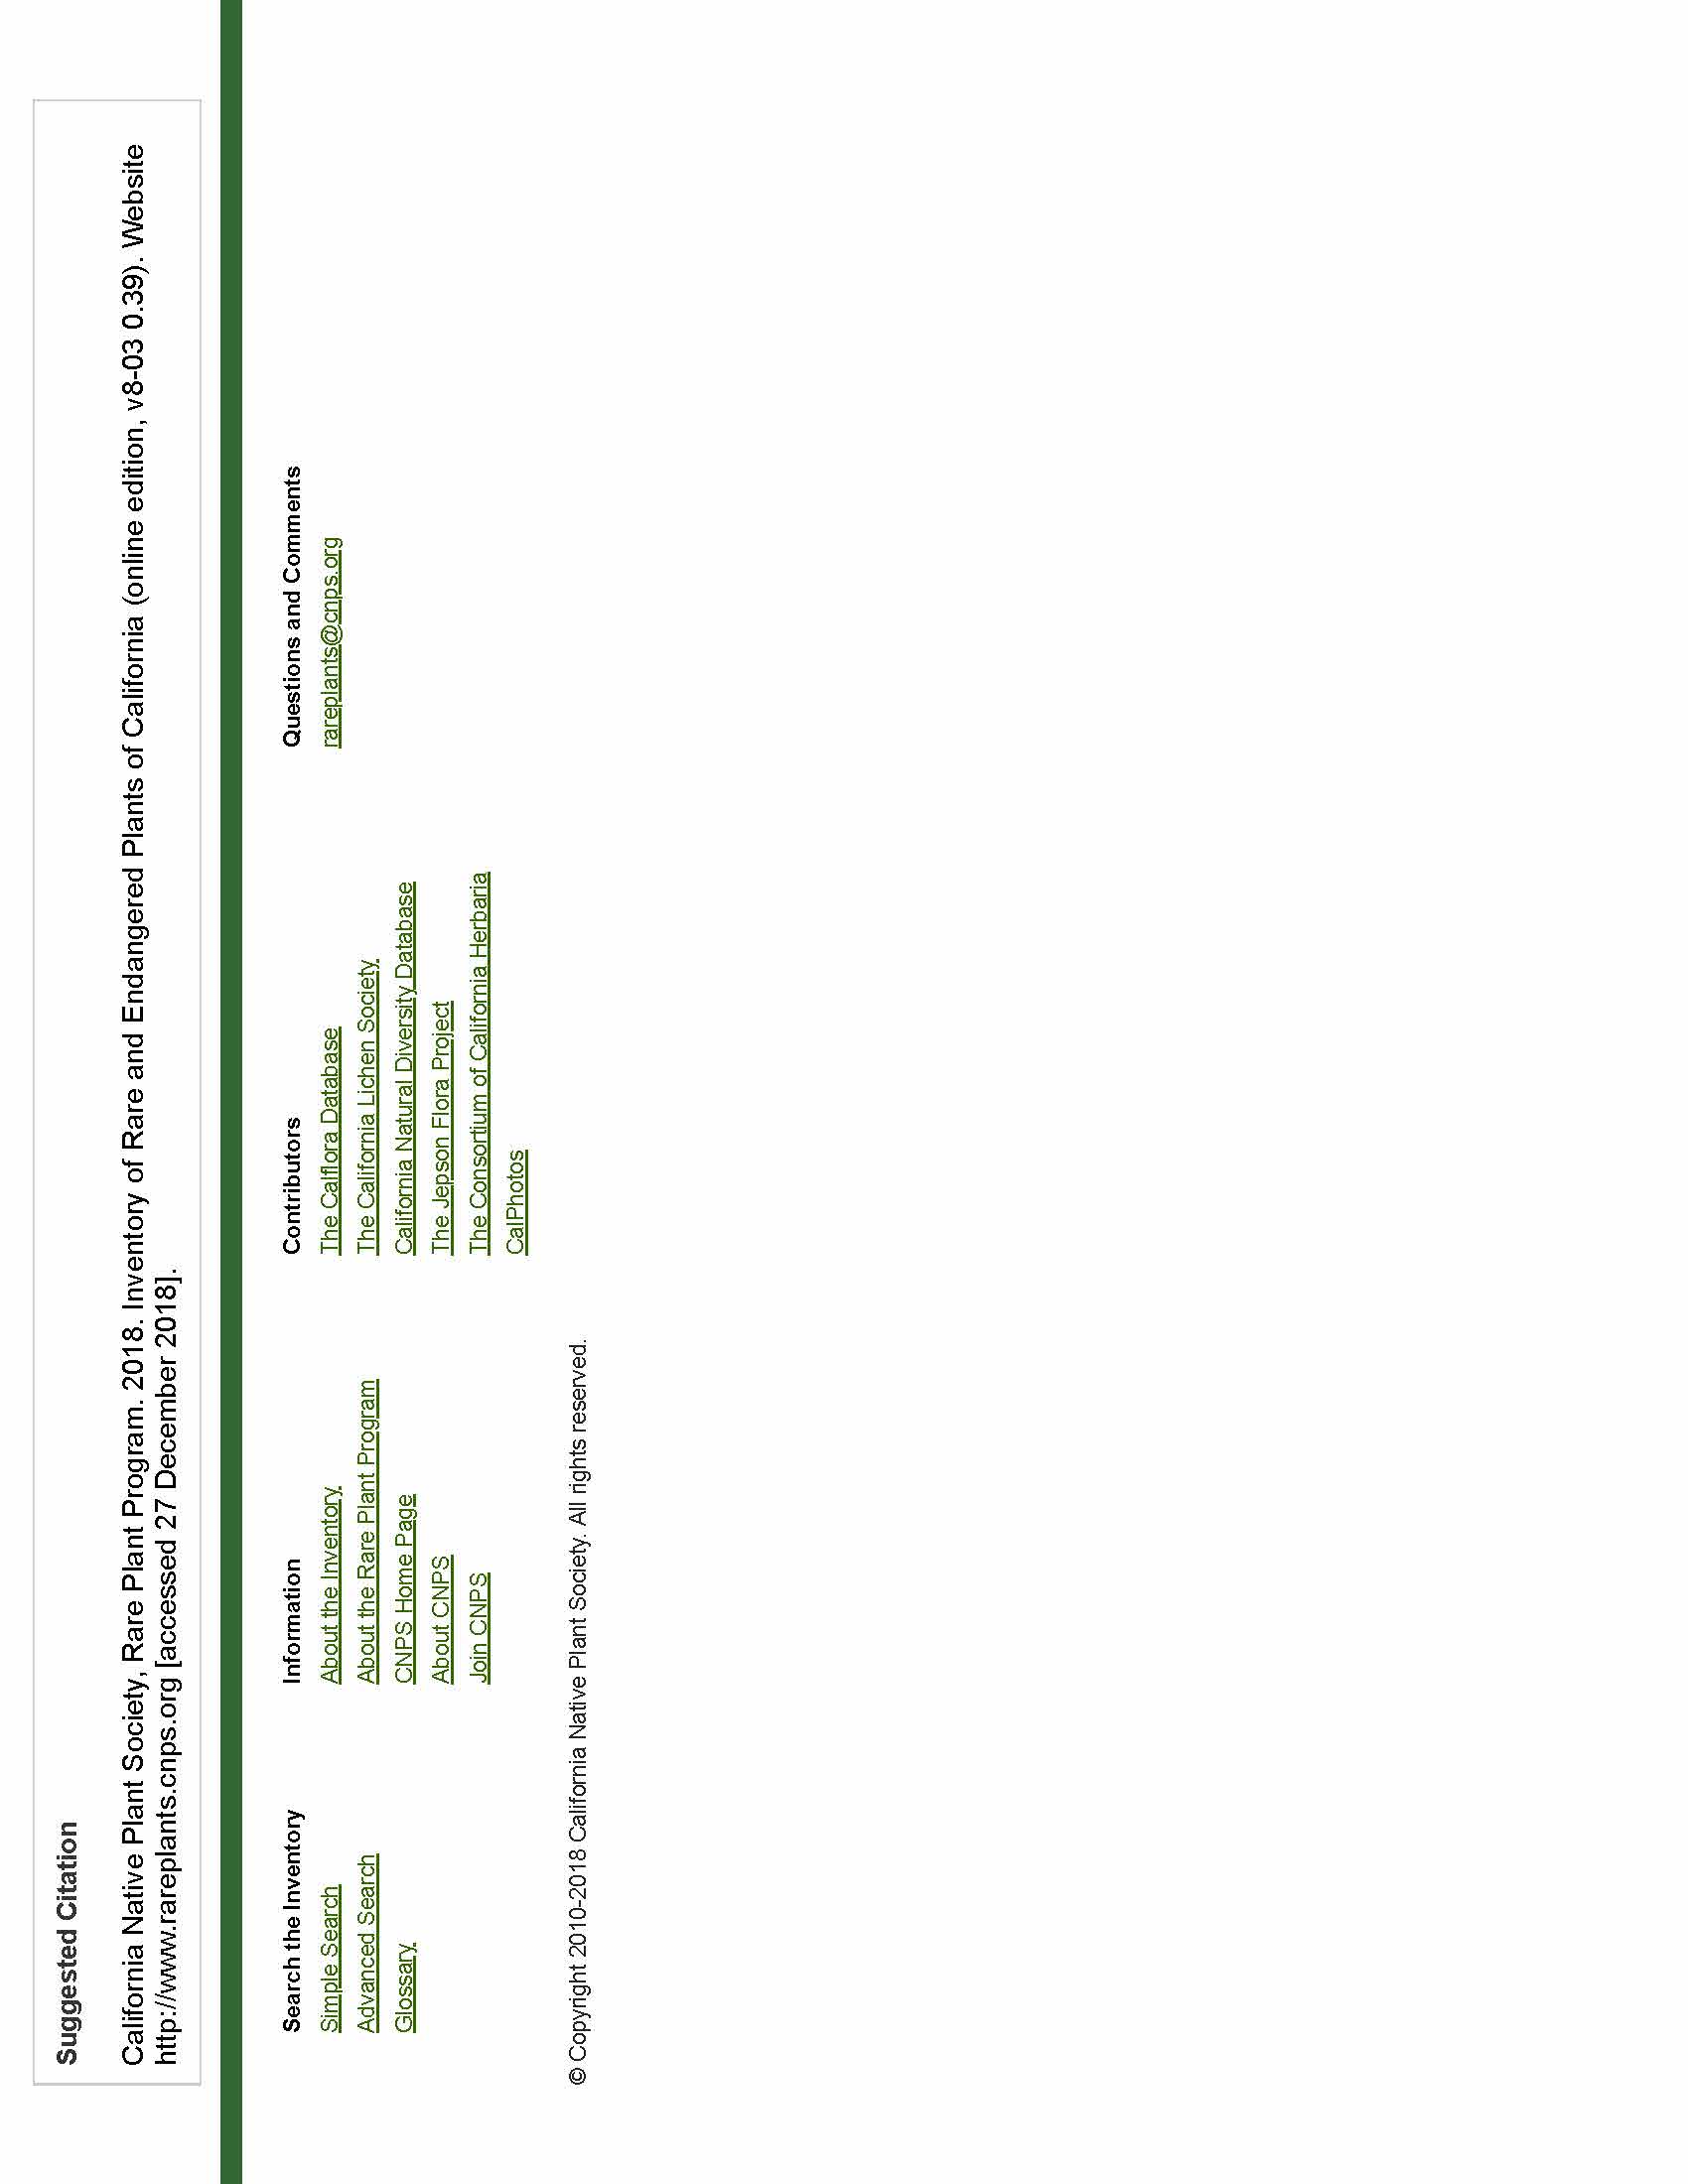 Suggested Citation
California Native Plant Society, Rare Plant Program. 2018. Inventory of Rare and Endangered Plants of California (online edition, v8-03 0.39). Website
http://www.rareplants.cnps.org [accessed 27 December 2018].
Search the Inventory
Simple Search
Advanced Search
Glossary
Information
About the Inventory
About the Rare Plant Program
CNPS Home Page
About CNPS
Join CNPS
Contributors
The Calflora Database
The California Lichen Society
California Natural Diversity Database
The Jepson Flora Project
The Consortium of California Herbaria
CalPhotos
Questions and Comments
rareplants@cnps.org
© Copyright 2010-2018 California Native Plant Society. All rights reserved.